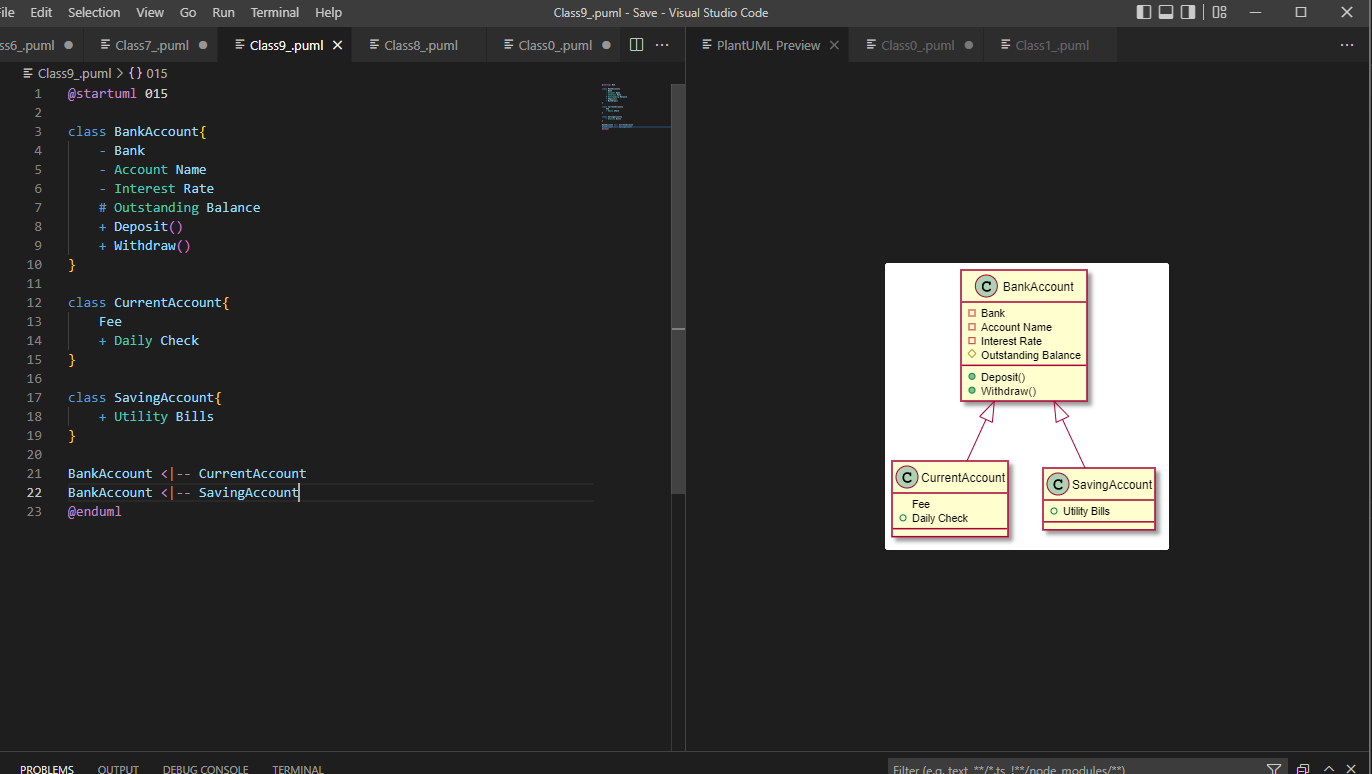 File Edit Selection View Go Run Terminal Help Class9_.puml - Save - Visual Studio Code
ss6_.puml Class7_.puml Class9_.puml Class8_.puml Class0_.puml PlantUML Preview Class0_.puml Class1_.puml
Class9_.puml > {} 015
1 @startuml 015
2
3 class BankAccount{
4 - Bank
5 - Account Name
6 - Interest Rate
7 # Outstanding Balance
8 + Deposit()
9 + Withdraw()
10 }
11
12 class CurrentAccount{
13 Fee
14 + Daily Check
15 }
16
17 class SavingAccount{
18 + Utility Bills
19 }
20
21 BankAccount <|-- CurrentAccount
22 BankAccount <|-- SavingAccount
23 @enduml
C BankAccount
Bank
Account Name
Interest Rate
Outstanding Balance
Deposit()
Withdraw()
C CurrentAccount
Fee
Daily Check
C SavingAccount
Utility Bills
PROBLEMS OUTPUT DEBUG CONSOLE TERMINAL Filter (e.g. text, **/*.ts, !**/node_modules/**)